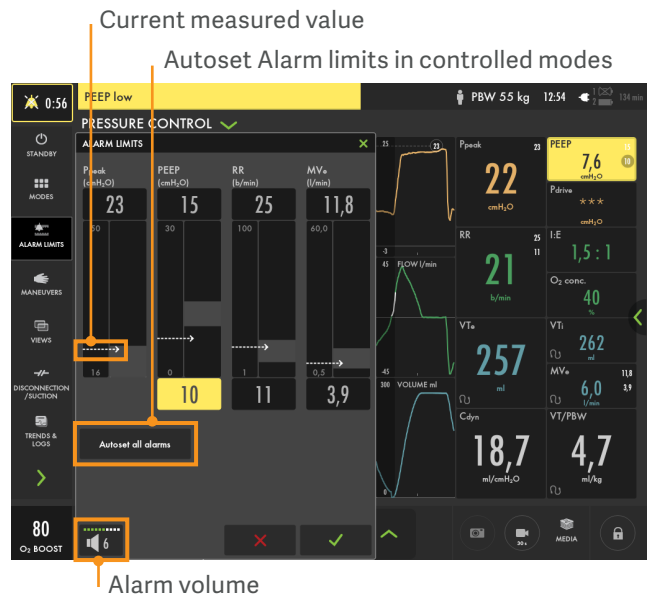 Current measured value
Autoset Alarm limits in controlled modes
0:56
PEEP low
PBW 55 kg 12:54 1 2 134 min
PRESSURE CONTROL
STANDBY
MODES
ALARM LIMITS
MANEUVERS
VIEWS
DISCONNECTION
/SUCTION
TRENDS &
LOGS
80
O₂ BOOST
ALARM LIMITS ×
Ppeak
(cmH₂O)
PEEP
(cmH₂O)
RR
(b/min)
MVe
(l/min)
23 15 25 11,8
50 30 100 60,0
16 0 1 0,5
10 11 3,9
Autoset all alarms
6
25 23
-3
45 FLOW l/min
-45
300 VOLUME ml
0
Ppeak 23
22
cmH₂O
PEEP 15
7,6 10
cmH₂O
Pdrive
***
cmH₂O
RR 25
11
21
b/min
I:E
1,5 : 1
O₂ conc.
40
%
VTe
257
ml
VTi
262
ml
MVe 11,8
6,0 3,9
l/min
Cdyn
18,7
ml/cmH₂O
VT/PBW
4,7
ml/kg
30 s
MEDIA
Alarm volume